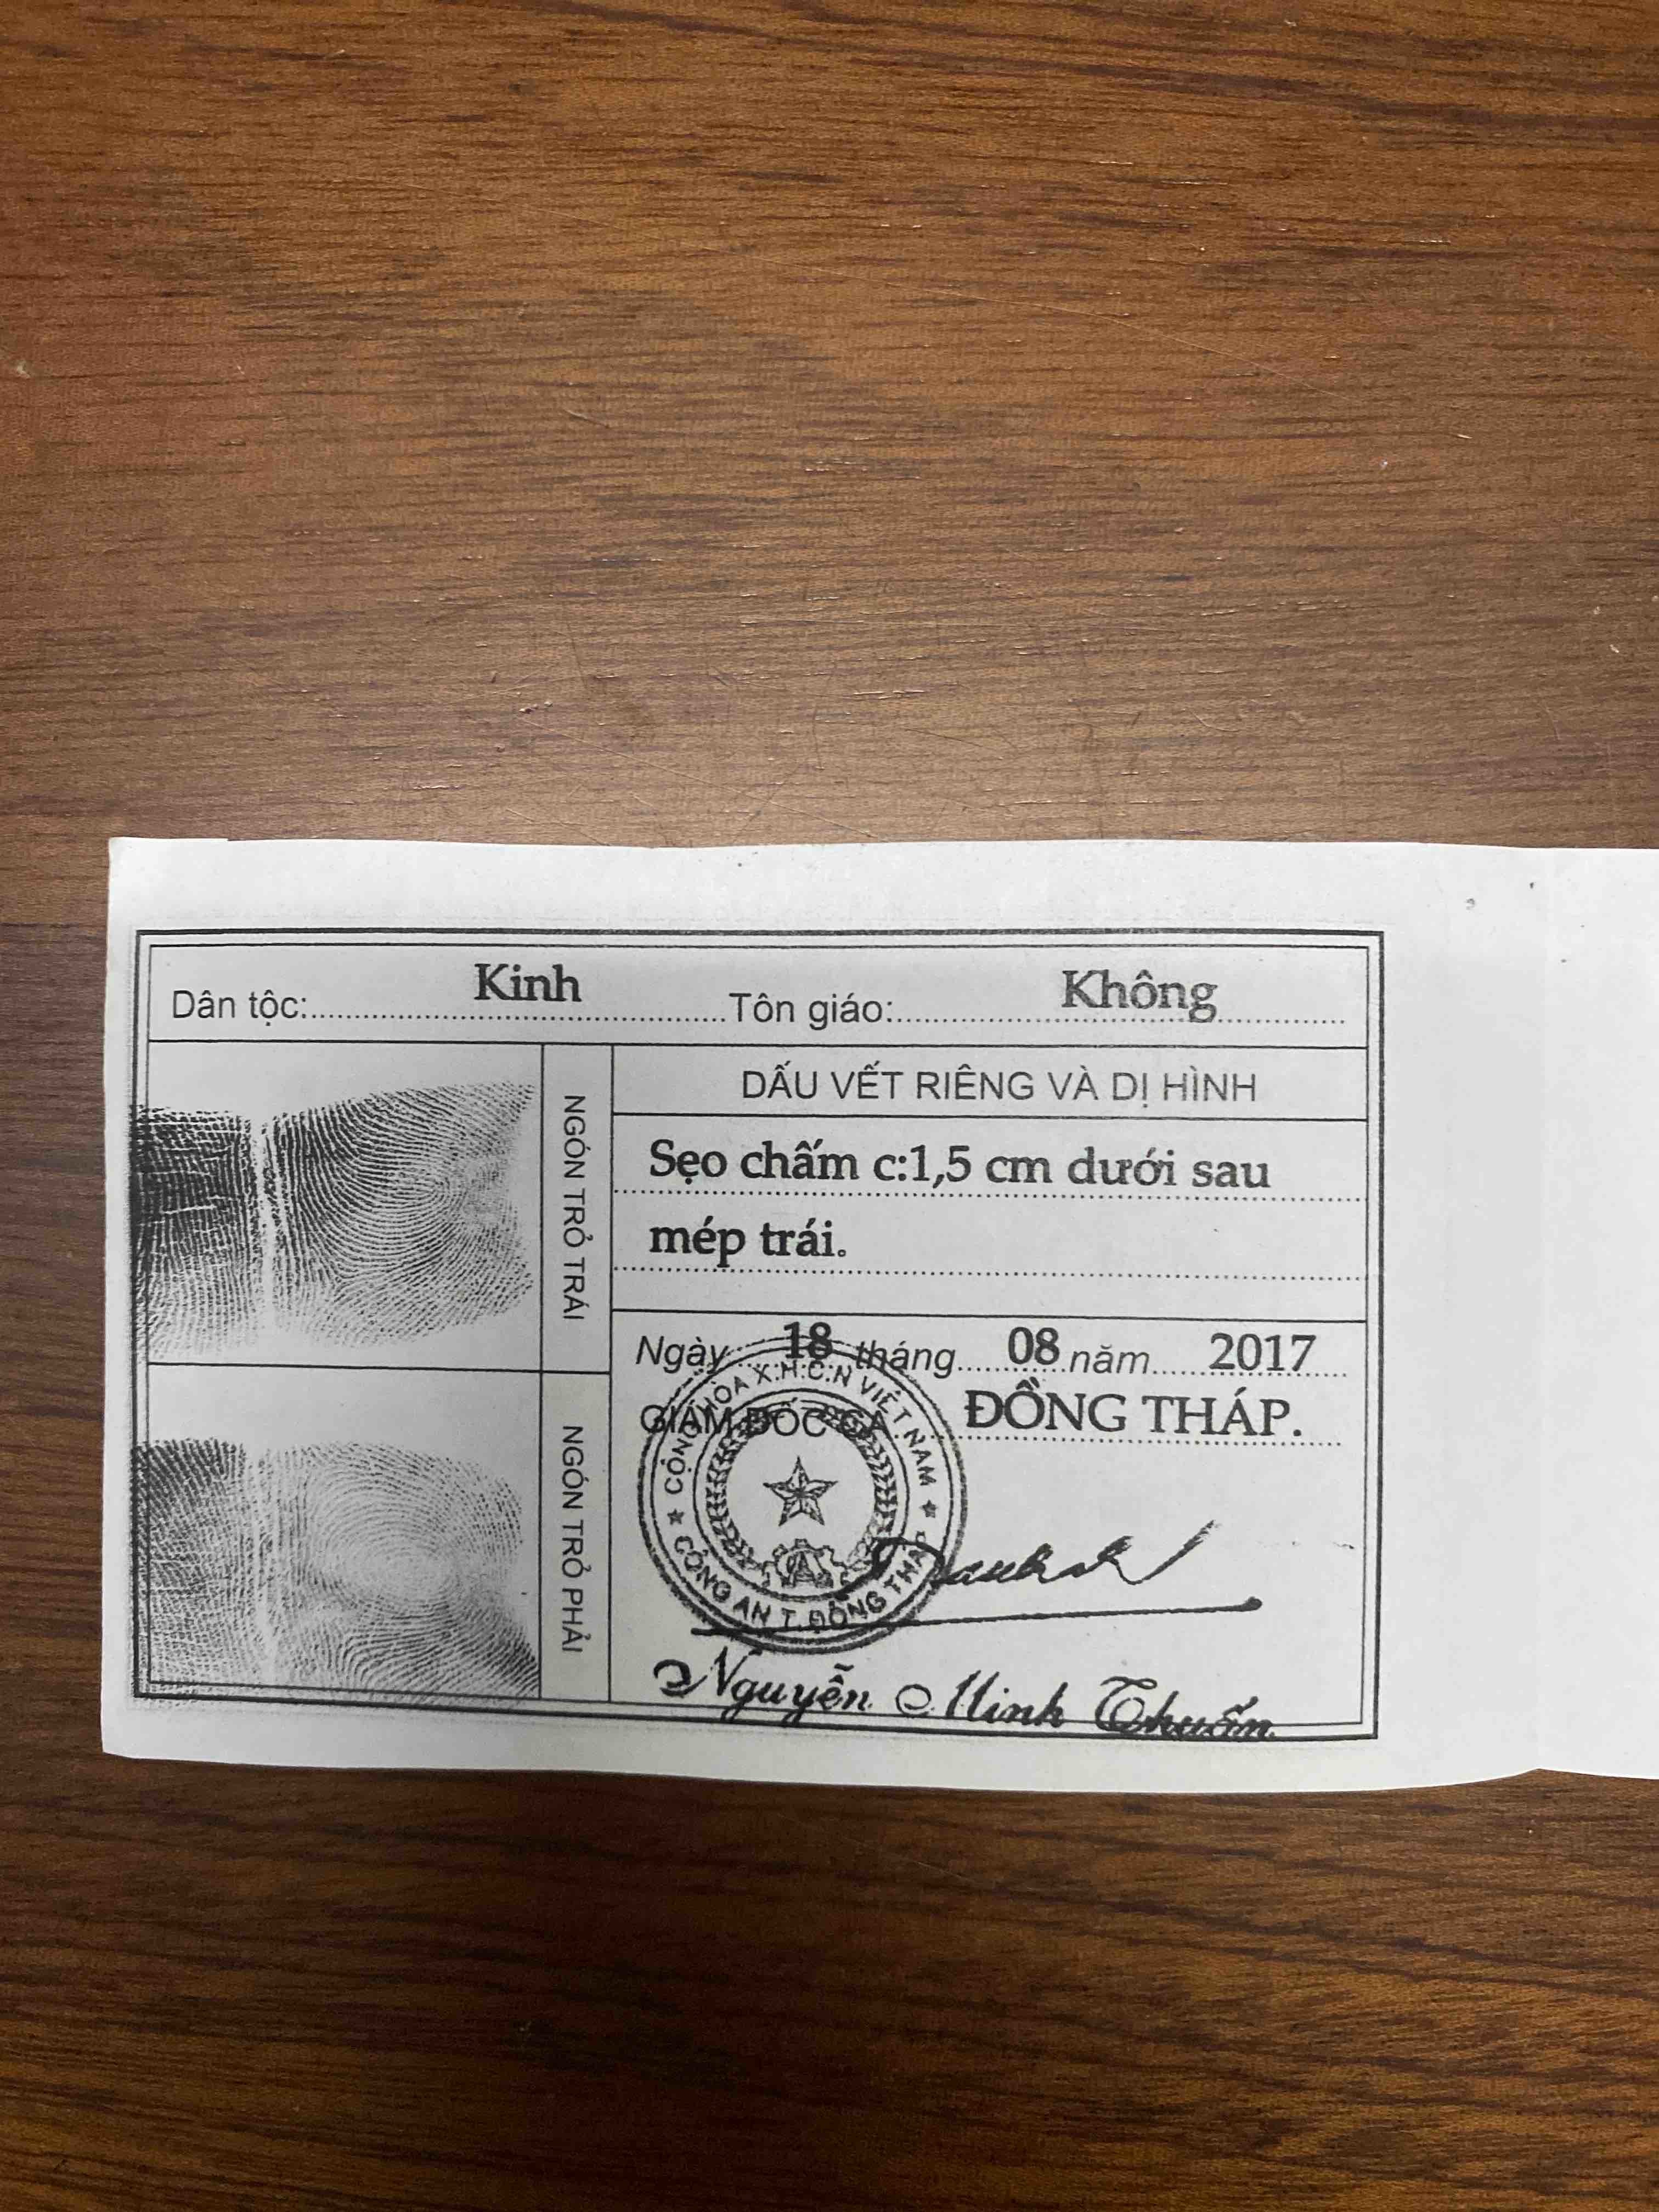 Dân tộc: Kinh Tôn giáo: Không
NGÓN TRỎ TRÁI
NGÓN TRỎ PHẢI
DẤU VẾT RIÊNG VÀ DỊ HÌNH
Sẹo chấm c:1,5 cm dưới sau
mép trái.
Ngày 18 tháng 08 năm 2017
GIÁM ĐỐC CA ĐỒNG THÁP.
CỘNG HÒA X.H.C.N VIỆT NAM
CÔNG AN T. ĐỒNG THÁP
Nguyễn Minh Thuấn